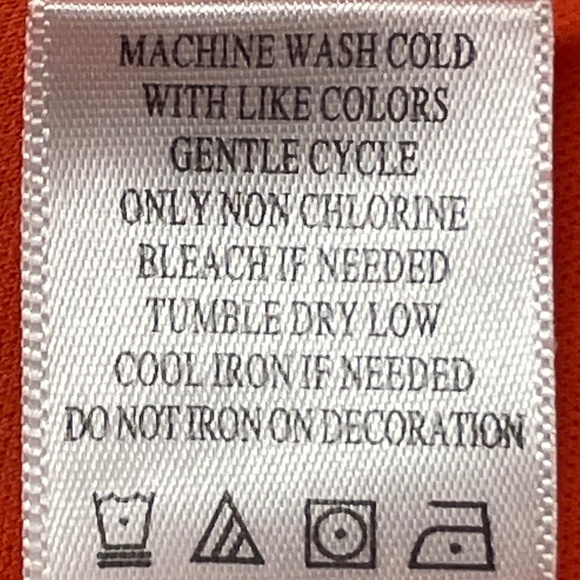 MACHINE WASH COLD
WITH LIKE COLORS
GENTLE CYCLE
ONLY NON CHLORINE
BLEACH IF NEEDED
TUMBLE DRY LOW
COOL IRON IF NEEDED
DO NOT IRON ON DECORATION